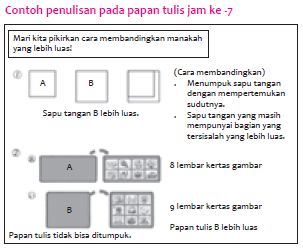 Contoh penulisan pada papan tulis jam ke -7
Mari kita pikirkan cara membandingkan manakah
yang lebih luas!
①
A
B
Sapu tangan B lebih luas.
(Cara membandingkan)
• Menumpuk sapu tangan
dengan mempertemukan
sudutnya.
• Sapu tangan yang masih
mempunyai bagian yang
tersisalah yang lebih luas.
②
A
8 lembar kertas gambar
B
9 lembar kertas gambar
Papan tulis B lebih luas
Papan tulis tidak bisa ditumpuk.